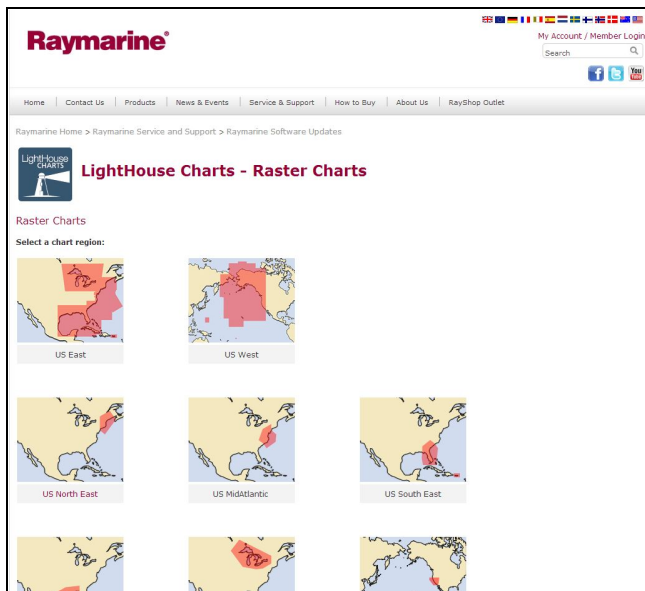 Raymarine®
My Account / Member Login
Search
You
Home | Contact Us | Products | News & Events | Service & Support | How to Buy | About Us | RayShop Outlet
Raymarine Home > Raymarine Service and Support > Raymarine Software Updates
LightHouse
CHARTS
LightHouse Charts - Raster Charts
Raster Charts
Select a chart region:
US East
US West
US North East
US MidAtlantic
US South East